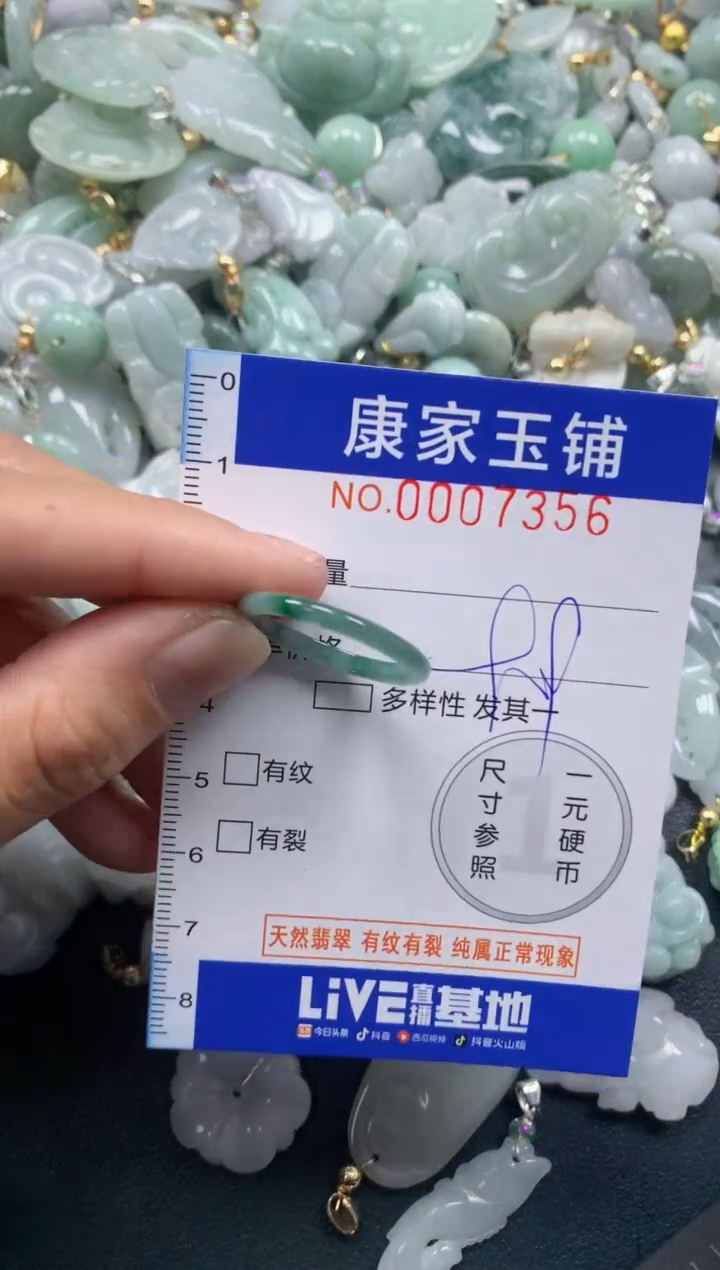 0
康家玉铺
1
NO.0007356
量
4
多样性 发其一
5
有纹
尺寸参照
一元硬币
1
6
有裂
7
天然翡翠 有纹有裂 纯属正常现象
8
LiVE直播基地
今日头条 抖音 西瓜视频 抖音火山版